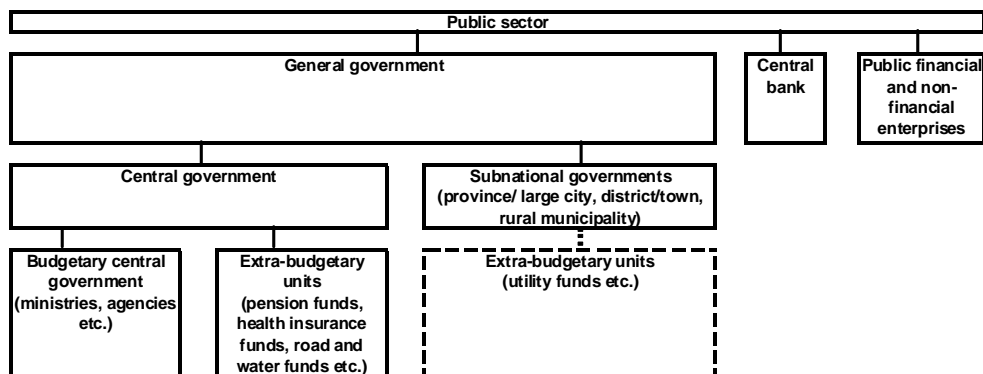 Public sector
General government
Central
bank
Public financial
and non-
financial
enterprises
Central government
Subnational governments
(province/ large city, district/town,
rural municipality)
Budgetary central
government
(ministries, agencies
etc.)
Extra-budgetary
units
(pension funds,
health insurance
funds, road and
water funds etc.)
Extra-budgetary units
(utility funds etc.)